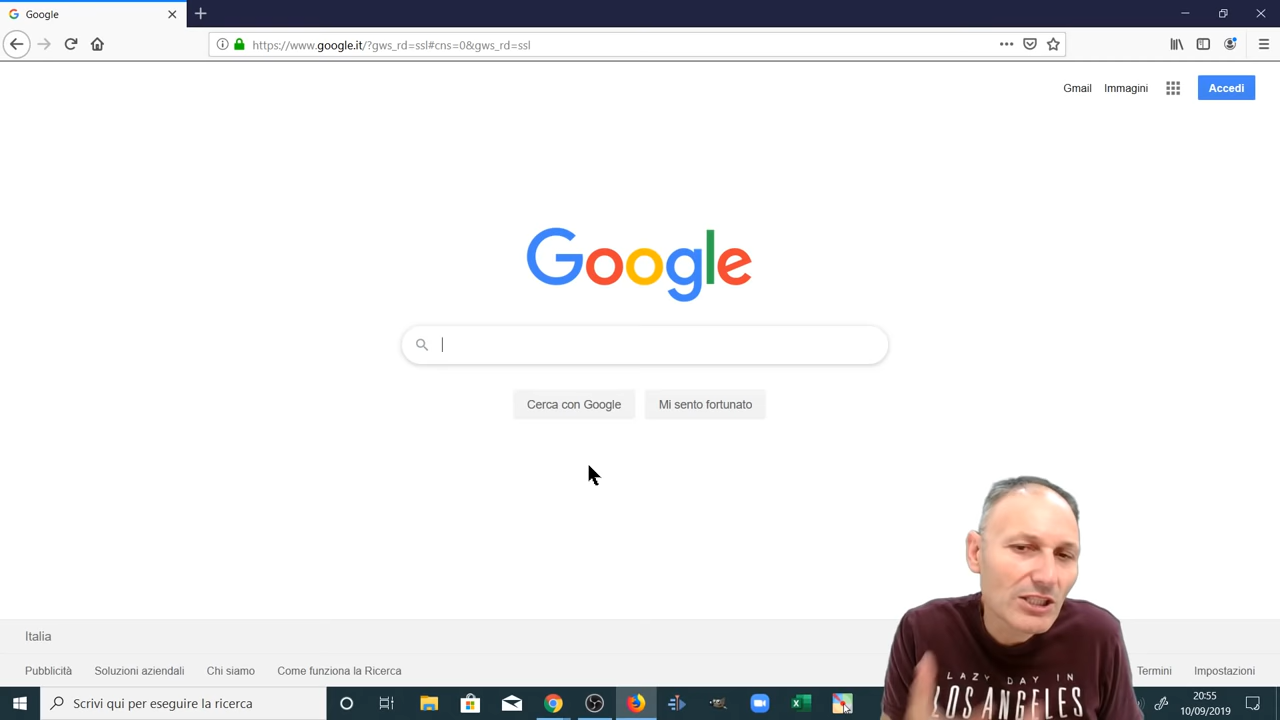 Google
https://www.google.it/?gws_rd=ssl#cns=0&gws_rd=ssl
Gmail Immagini Accedi
Google
Cerca con Google Mi sento fortunato
Italia
Pubblicità Soluzioni aziendali Chi siamo Come funziona la Ricerca Termini Impostazioni
LAZY DAY IN
LOS ANGELES
Scrivi qui per eseguire la ricerca
20:55
10/09/2019